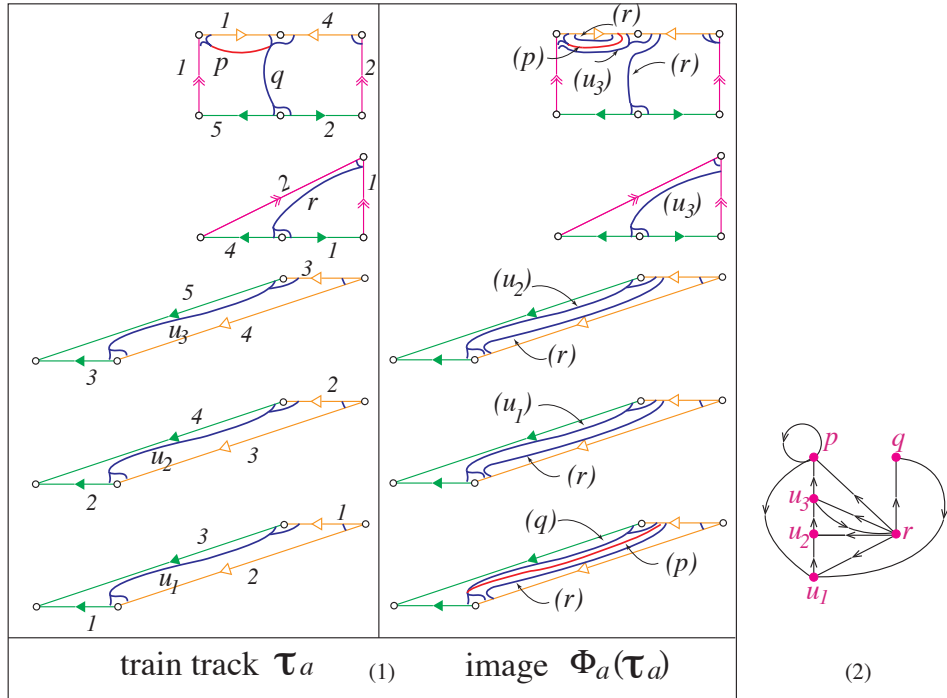 1 4 (r)
p q (p) (u3) (r)
1 2
5 2
2 r 1 (u3)
4 1
3 (u2)
5
u3 4 (r)
3
2 (u1)
4
u2 3 (r)
2
1 (q)
3 (p)
u1 2 (r)
1
p q
u3
u2 r
u1
train track τa (1) image Φa(τa)
(2)